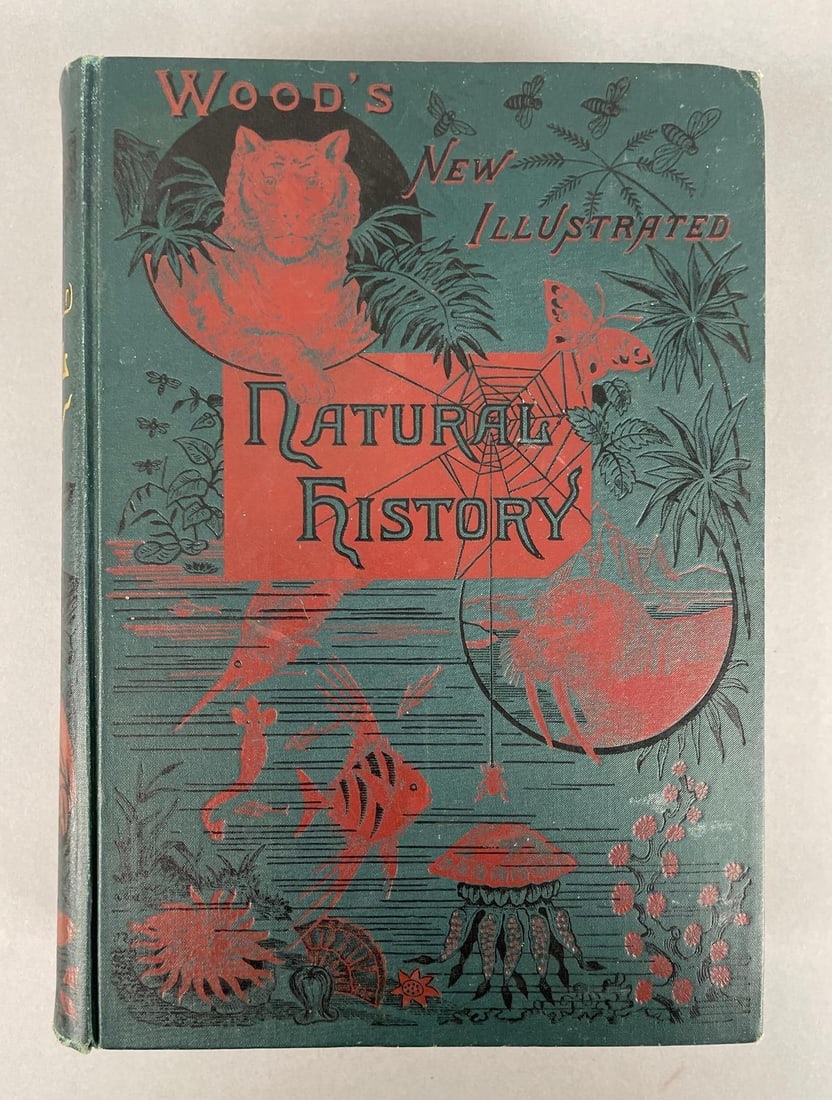 WOOD'S
NEW
ILLUSTRATED
NATURAL
HISTORY